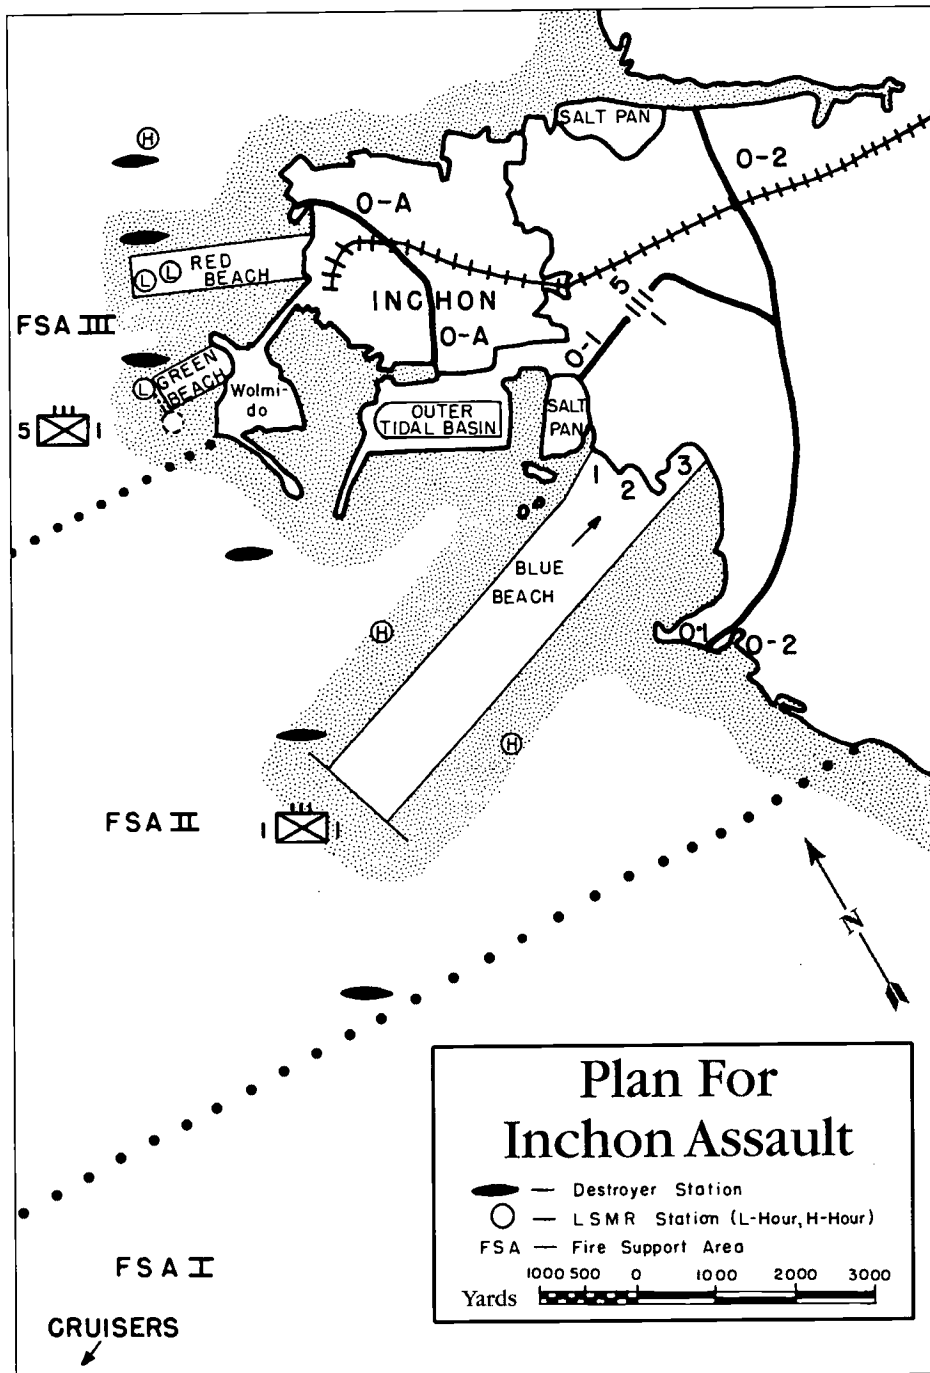 SALT PAN
H
O-2
O-A
RED
BEACH
L L
5
INCHON
FSA III
O-A
O-1
GREEN
BEACH
L
Wolmi-
do
OUTER
TIDAL BASIN
SALT
PAN
5 1
1
2
3
BLUE
BEACH
H
O-1
O-2
H
FSA II
1 1
N
Plan For
Inchon Assault
— Destroyer Station
— LSMR Station (L-Hour, H-Hour)
FSA — Fire Support Area
1000 500 0 1000 2000 3000
Yards
FSA I
CRUISERS